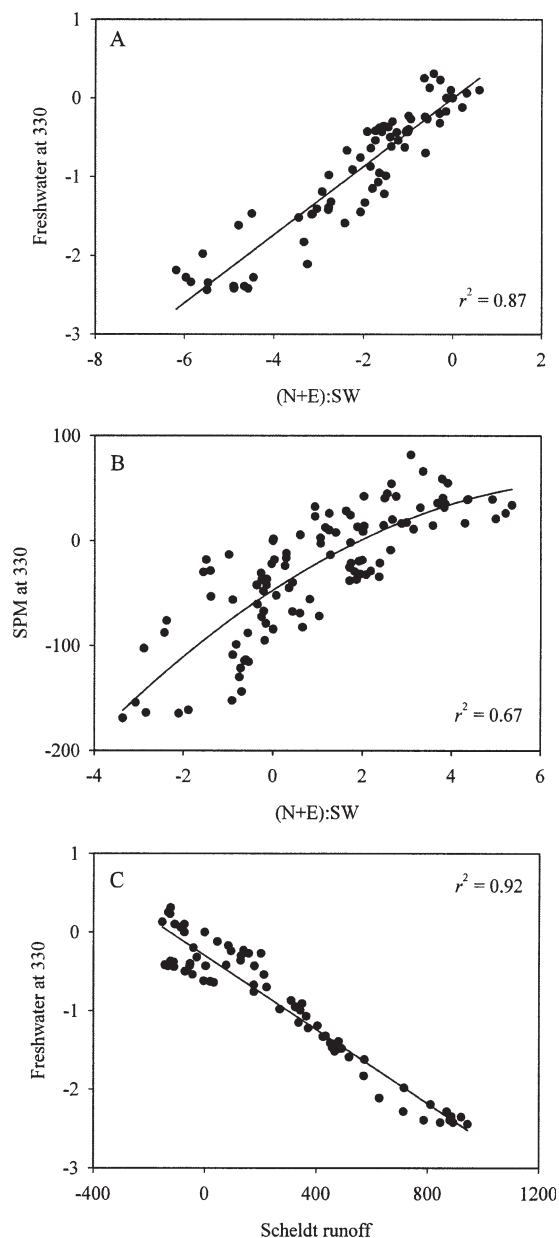 A
1
0
-1
-2
-3
Freshwater at 330
r² = 0.87
-8
-6
-4
-2
0
2
(N+E):SW
B
100
0
-100
-200
SPM at 330
r² = 0.67
-4
-2
0
2
4
6
(N+E):SW
C
1
0
-1
-2
-3
Freshwater at 330
r² = 0.92
-400
0
400
800
1200
Scheldt runoff